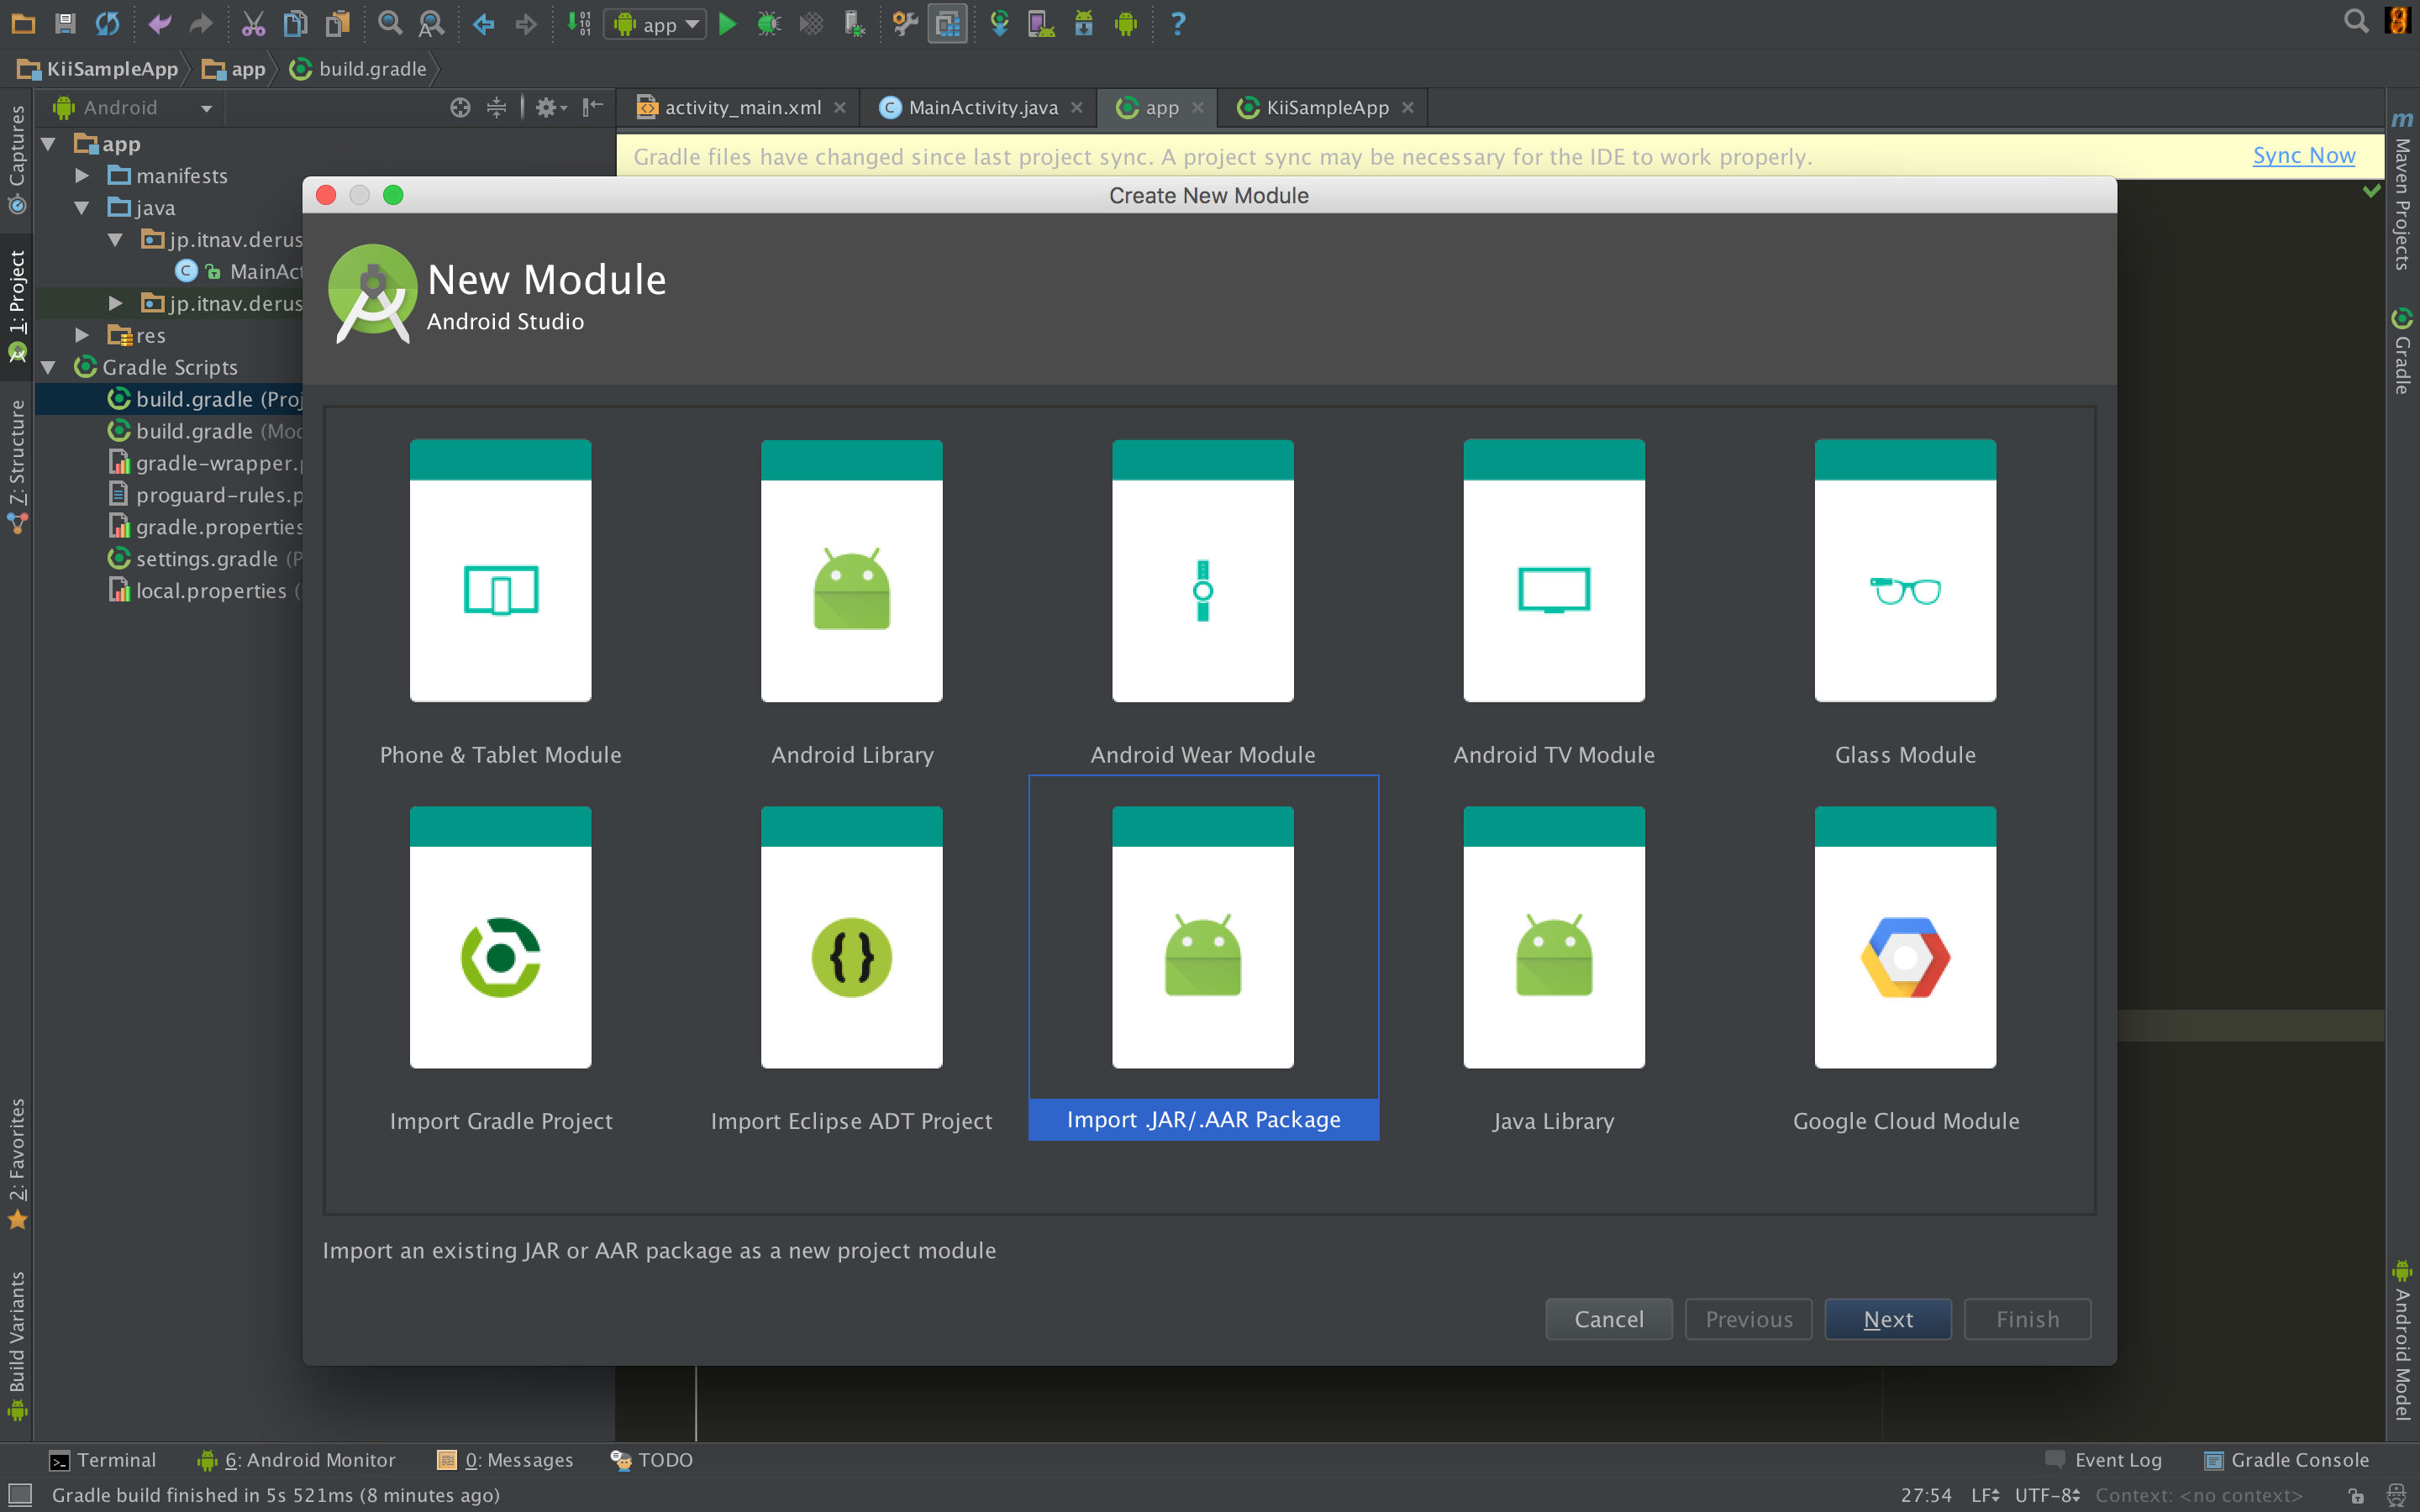 app
KiiSampleApp
app
build.gradle
Android
activity_main.xml
MainActivity.java
app
KiiSampleApp
Gradle files have changed since last project sync. A project sync may be necessary for the IDE to work properly.
Sync Now
Captures
1: Project
7: Structure
2: Favorites
Build Variants
app
manifests
java
jp.itnav.derus
MainAct
jp.itnav.derus
res
Gradle Scripts
build.gradle (Proj
build.gradle (Mod
gradle-wrapper.p
proguard-rules.p
gradle.properties
settings.gradle (P
local.properties (
Create New Module
New Module
Android Studio
Phone & Tablet Module
Android Library
Android Wear Module
Android TV Module
Glass Module
Import Gradle Project
Import Eclipse ADT Project
Import .JAR/.AAR Package
Java Library
Google Cloud Module
Import an existing JAR or AAR package as a new project module
Cancel
Previous
Next
Finish
Maven Projects
Gradle
Android Model
Terminal
6: Android Monitor
0: Messages
TODO
Event Log
Gradle Console
Gradle build finished in 5s 521ms (8 minutes ago)
27:54
LF
UTF-8
Context: <no context>